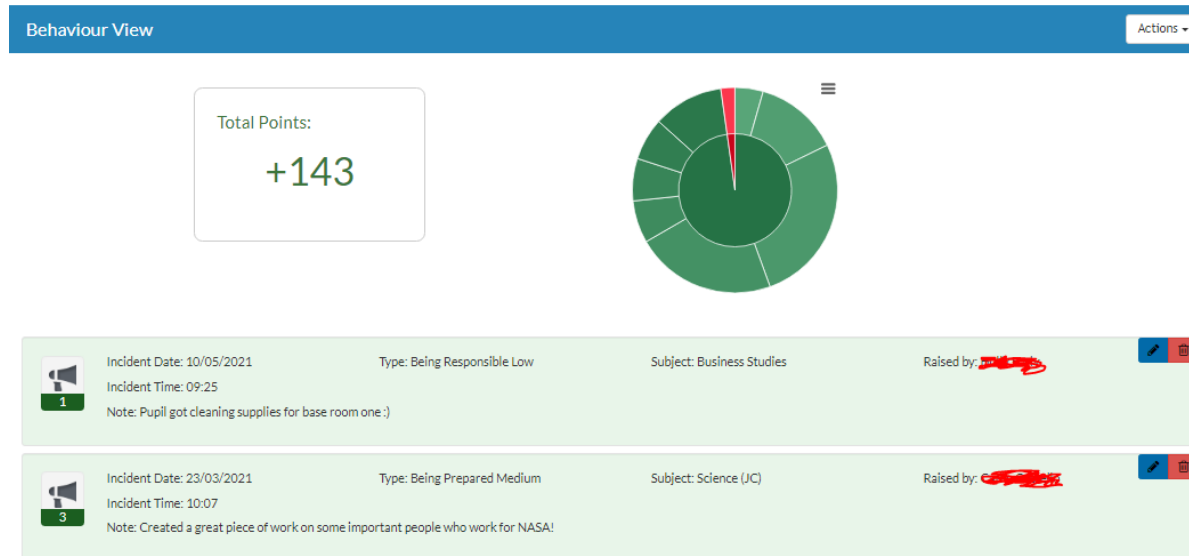 Behaviour View
Actions
Total Points:
+143
Incident Date: 10/05/2021 Type: Being Responsible Low Subject: Business Studies Raised by:
Incident Time: 09:25
1
Note: Pupil got cleaning supplies for base room one :)
Incident Date: 23/03/2021 Type: Being Prepared Medium Subject: Science (JC) Raised by:
Incident Time: 10:07
3
Note: Created a great piece of work on some important people who work for NASA!